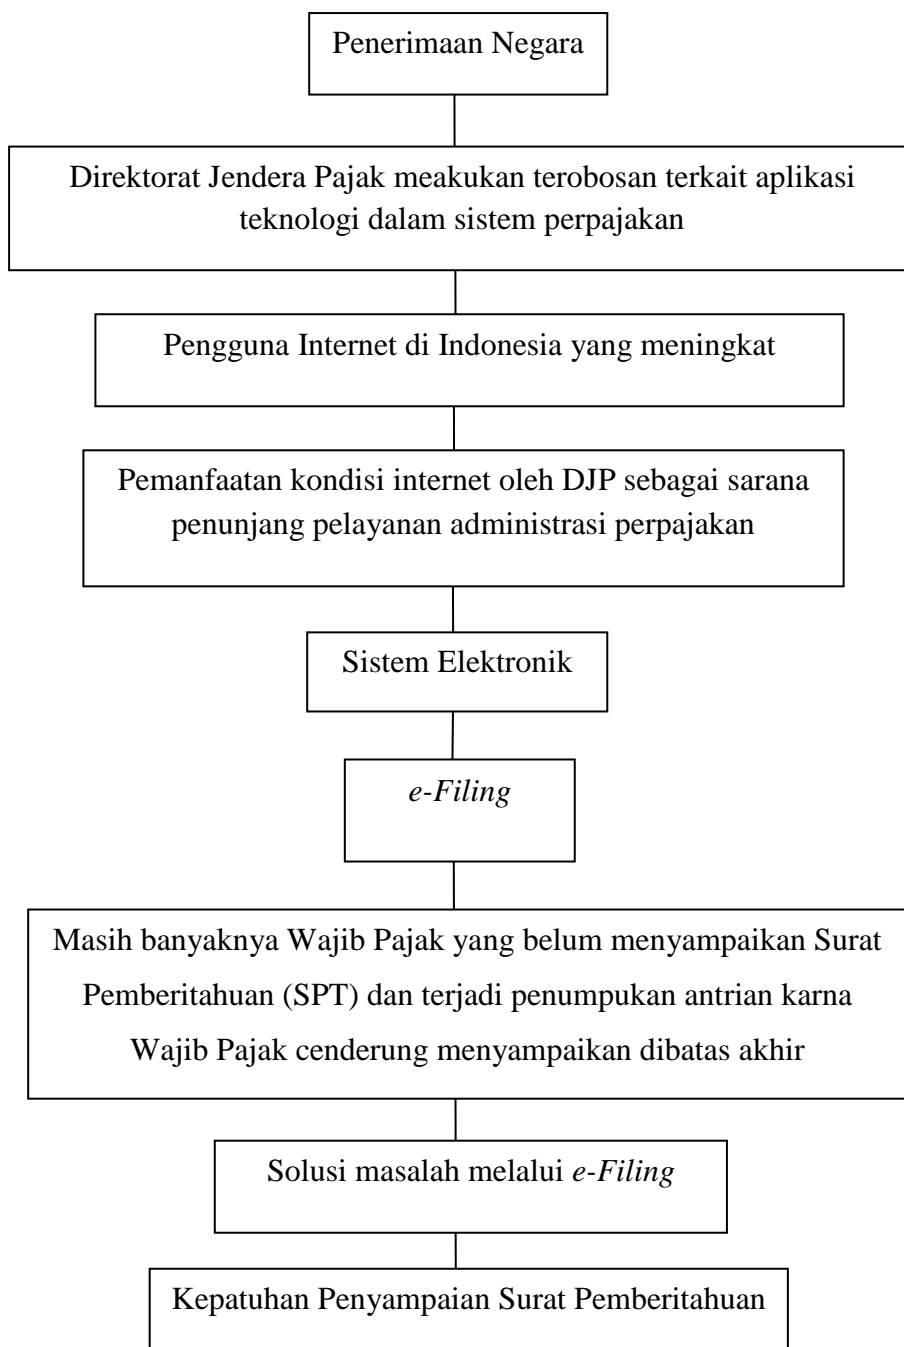 Penerimaan Negara
Direktorat Jendera Pajak meakukan terobosan terkait aplikasi
teknologi dalam sistem perpajakan
Pengguna Internet di Indonesia yang meningkat
Pemanfaatan kondisi internet oleh DJP sebagai sarana
penunjang pelayanan administrasi perpajakan
Sistem Elektronik
e-Filing
Masih banyaknya Wajib Pajak yang belum menyampaikan Surat
Pemberitahuan (SPT) dan terjadi penumpukan antrian karna
Wajib Pajak cenderung menyampaikan dibatas akhir
Solusi masalah melalui e-Filing
Kepatuhan Penyampaian Surat Pemberitahuan